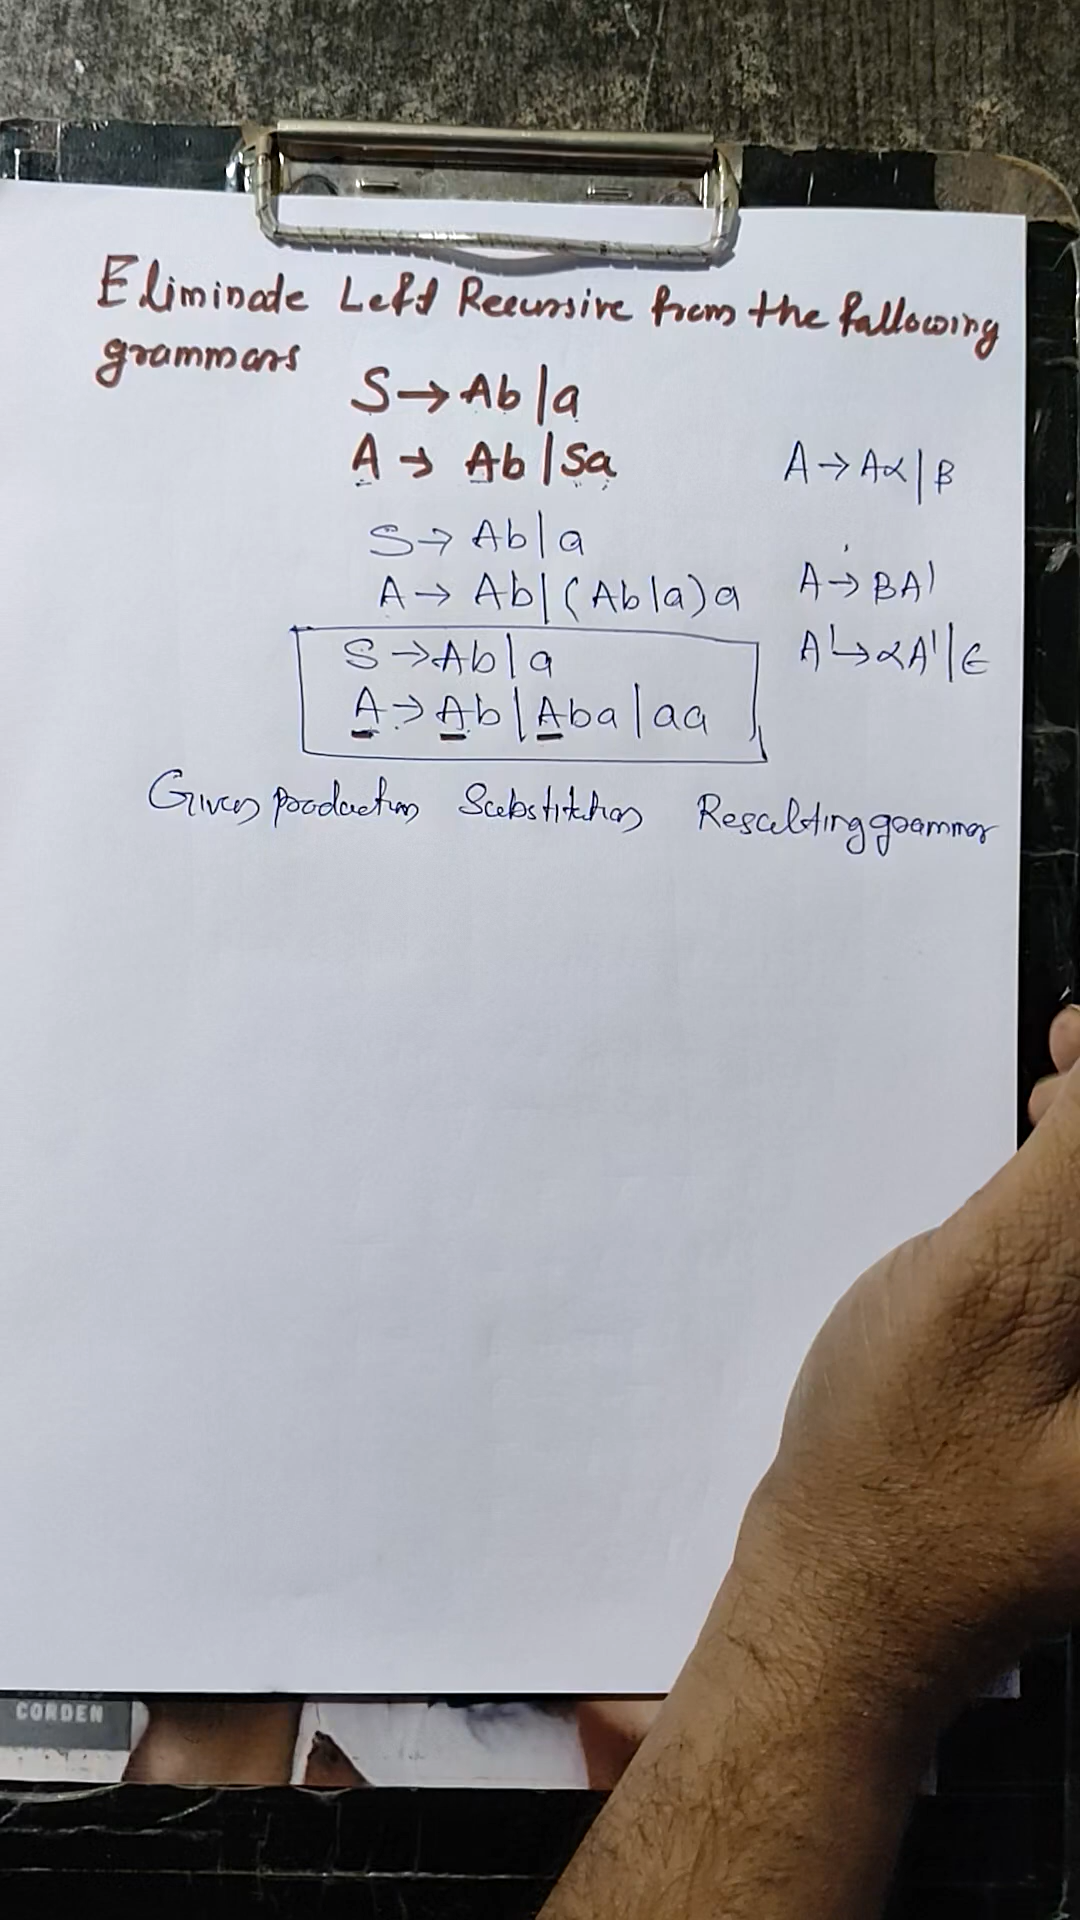 Eliminate Left Recursive from the fallowing
grammars
S→Ab|a
A→Ab|Sa
A→Aα|β
S→Ab|a
A→Ab|(Ab|a)a
A→βA'
S→Ab|a
A'→αA'|ϵ
A→Ab|Aba|aa
Given production Substitution Resulting grammar
CORDEN